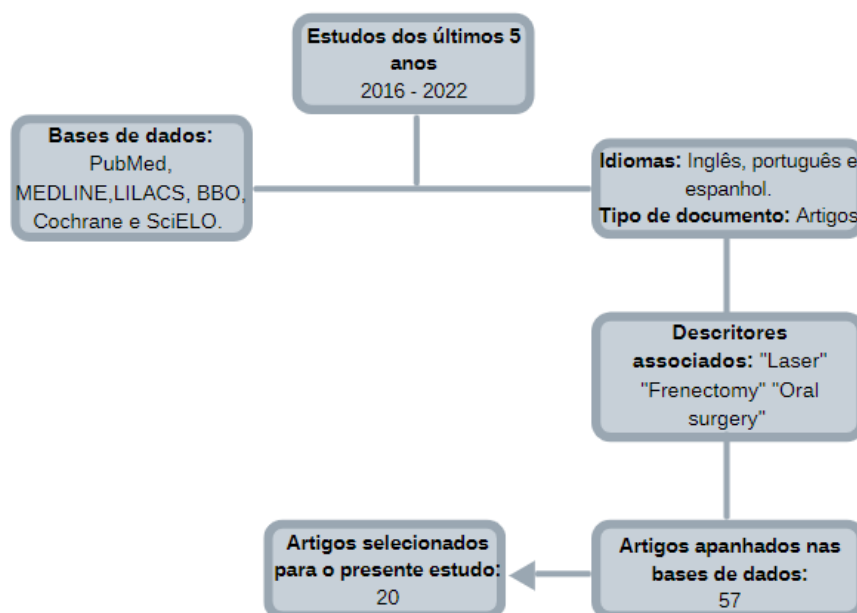 Estudos dos últimos 5
anos
2016 - 2022
Bases de dados:
PubMed,
MEDLINE,LILACS, BBO,
Cochrane e SciELO.
Idiomas: Inglês, português e
espanhol.
Tipo de documento: Artigos
Descritores
associados: "Laser"
"Frenectomy" "Oral
surgery"
Artigos selecionados
para o presente estudo:
20
Artigos apanhados nas
bases de dados:
57